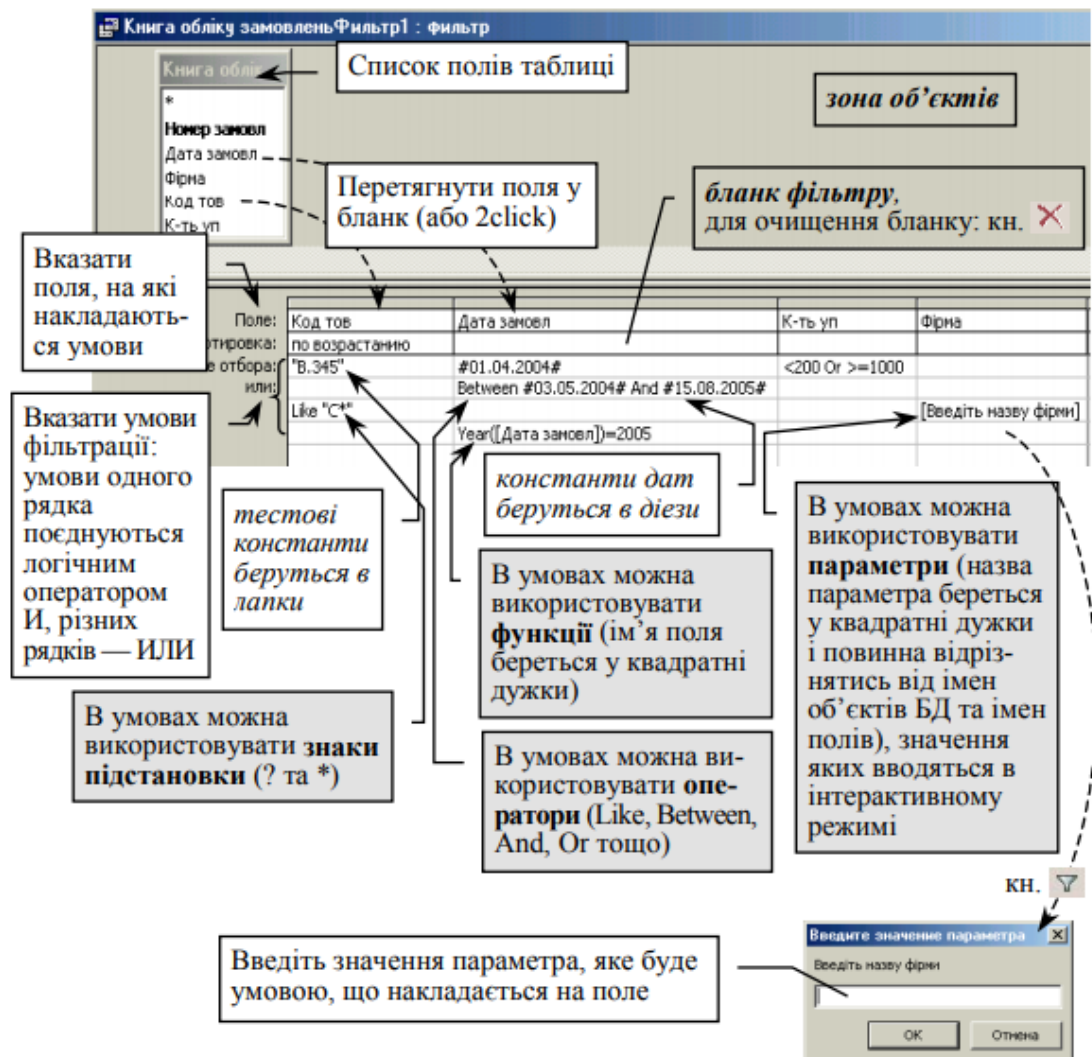 Книга обліку замовленьФильтр1 : фильтр
Книга облік
Список полів таблиці
зона об’єктів
*
Номер замовл
Дата замовл
Фірма
Код тов
К-ть уп
Перетягнути поля у
бланк (або 2click)
бланк фільтру,
для очищення бланку: кн.
Вказати
поля, на які
накладають-
ся умови
Поле: Код тов Дата замовл К-ть уп Фірма
тировка: по возрастанию
е отбора: "В.345" #01.04.2004# <200 Or >=1000
или: Between #03.05.2004# And #15.08.2005#
Like "С*" [Введіть назву фірми]
Year([Дата замовл])=2005
Вказати умови
фільтрації:
умови одного
рядка
поєднуються
логічним
оператором
И, різних
рядків — ИЛИ
тестові
константи
беруться в
лапки
константи дат
беруться в діези
В умовах можна
використовувати
функції (ім’я поля
береться у квадратні
дужки)
В умовах можна
використовувати
параметри (назва
параметра береться
у квадратні дужки
і повинна відріз-
нятись від імен
об’єктів БД та імен
полів), значення
яких вводяться в
інтерактивному
режимі
В умовах можна
використовувати знаки
підстановки (? та *)
В умовах можна ви-
користовувати опе-
ратори (Like, Between,
And, Or тощо)
кн.
Введите значение параметра
Введіть назву фірми
OK Отмена
Введіть значення параметра, яке буде
умовою, що накладається на поле